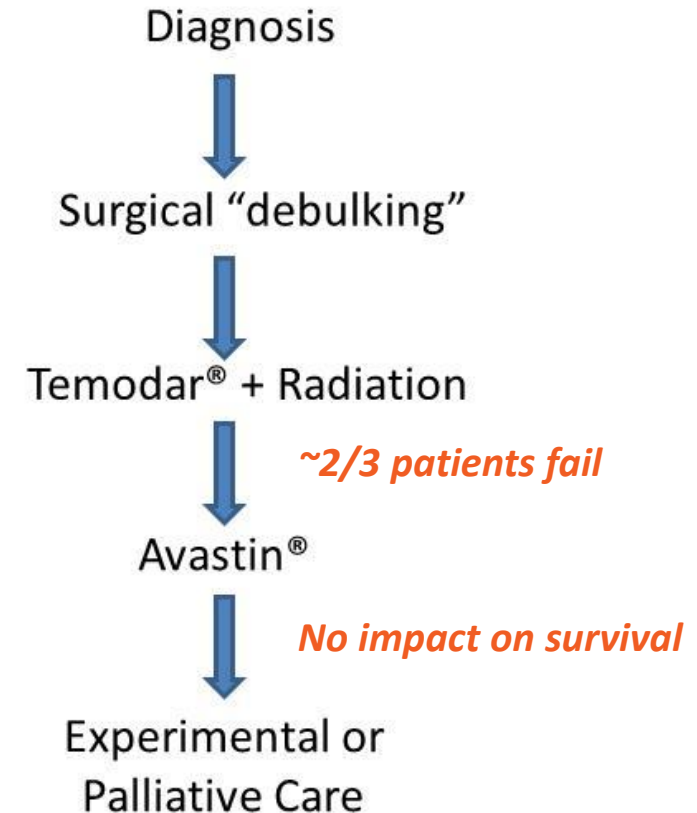 Diagnosis
Surgical “debulking”
Temodar® + Radiation
~2/3 patients fail
Avastin®
No impact on survival
Experimental or
Palliative Care